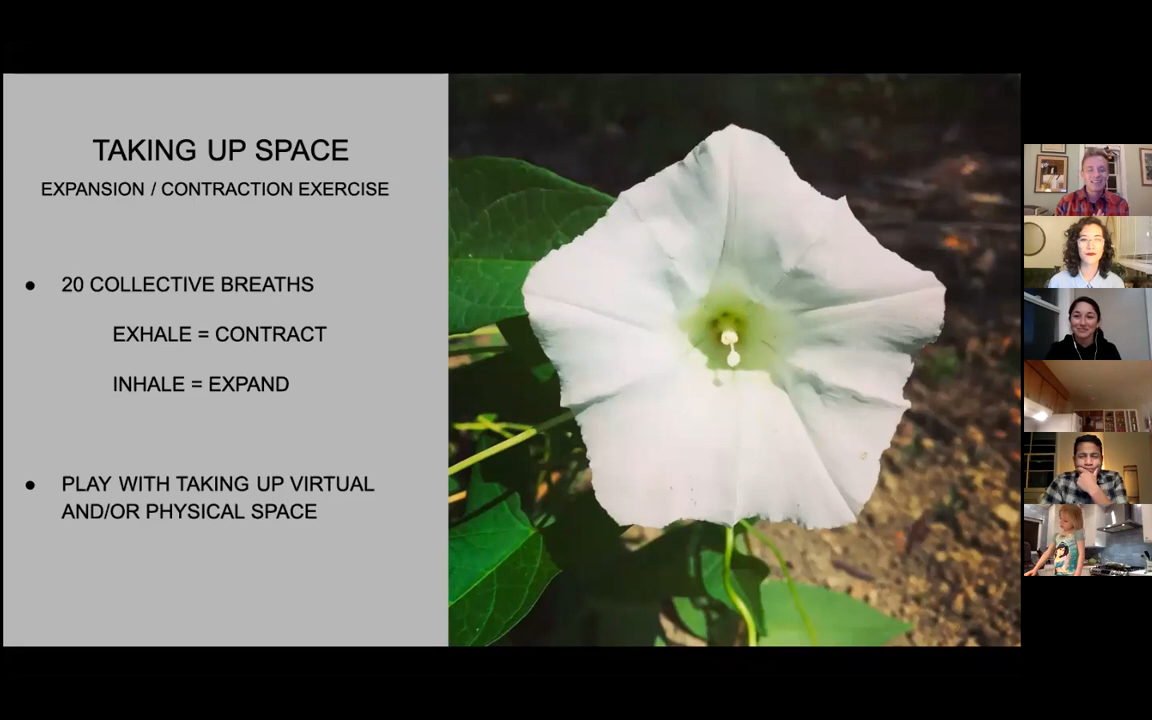 TAKING UP SPACE
EXPANSION / CONTRACTION EXERCISE
● 20 COLLECTIVE BREATHS
EXHALE = CONTRACT
INHALE = EXPAND
● PLAY WITH TAKING UP VIRTUAL
AND/OR PHYSICAL SPACE